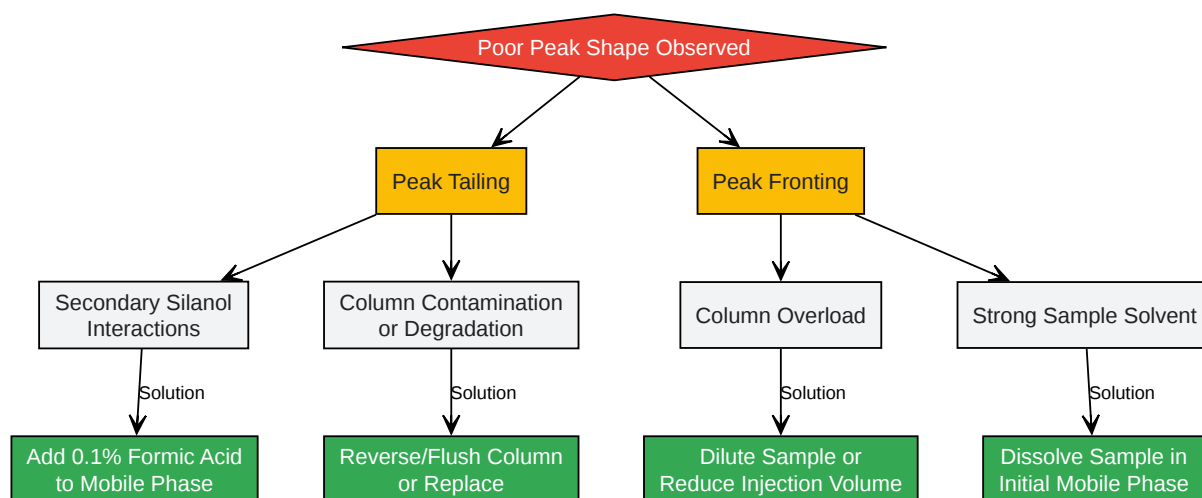 Poor Peak Shape Observed
Peak Tailing
Peak Fronting
Secondary Silanol
Interactions
Column Contamination
or Degradation
Column Overload
Strong Sample Solvent
Solution
Solution
Solution
Solution
Add 0.1% Formic Acid
to Mobile Phase
Reverse/Flush Column
or Replace
Dilute Sample or
Reduce Injection Volume
Dissolve Sample in
Initial Mobile Phase